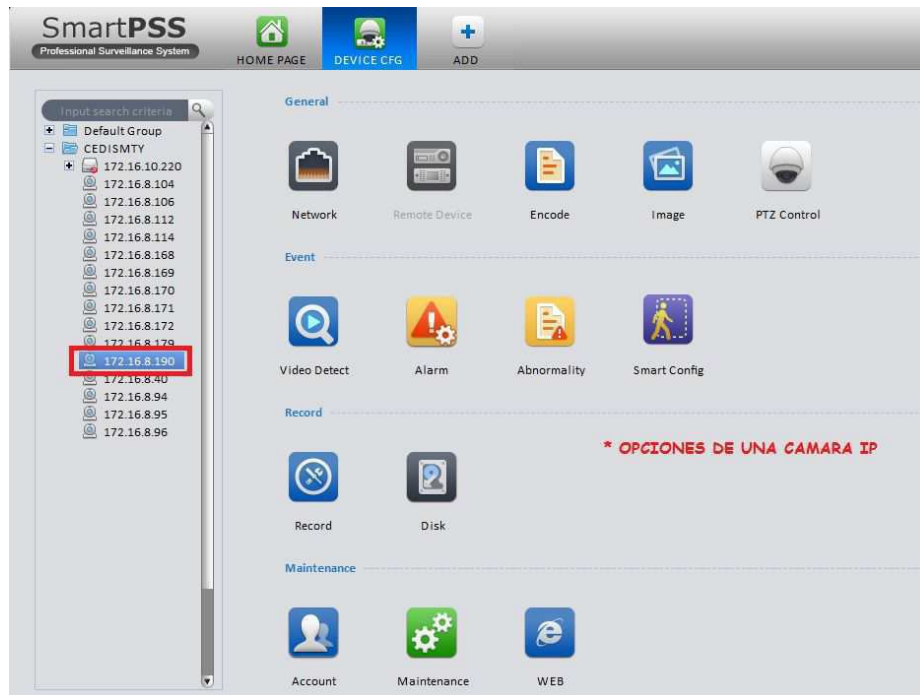 SmartPSS
Professional Surveillance System
HOME PAGE
DEVICE CFG
ADD
Input search criteria
Default Group
CEDISMTY
172.16.10.220
172.16.8.104
172.16.8.106
172.16.8.112
172.16.8.114
172.16.8.168
172.16.8.169
172.16.8.170
172.16.8.171
172.16.8.172
172.16.8.179
172.16.8.190
172.16.8.40
172.16.8.94
172.16.8.95
172.16.8.96
General
Network
Remote Device
Encode
Image
PTZ Control
Event
Video Detect
Alarm
Abnormality
Smart Config
Record
* OPCIONES DE UNA CAMARA IP
Record
Disk
Maintenance
Account
Maintenance
WEB